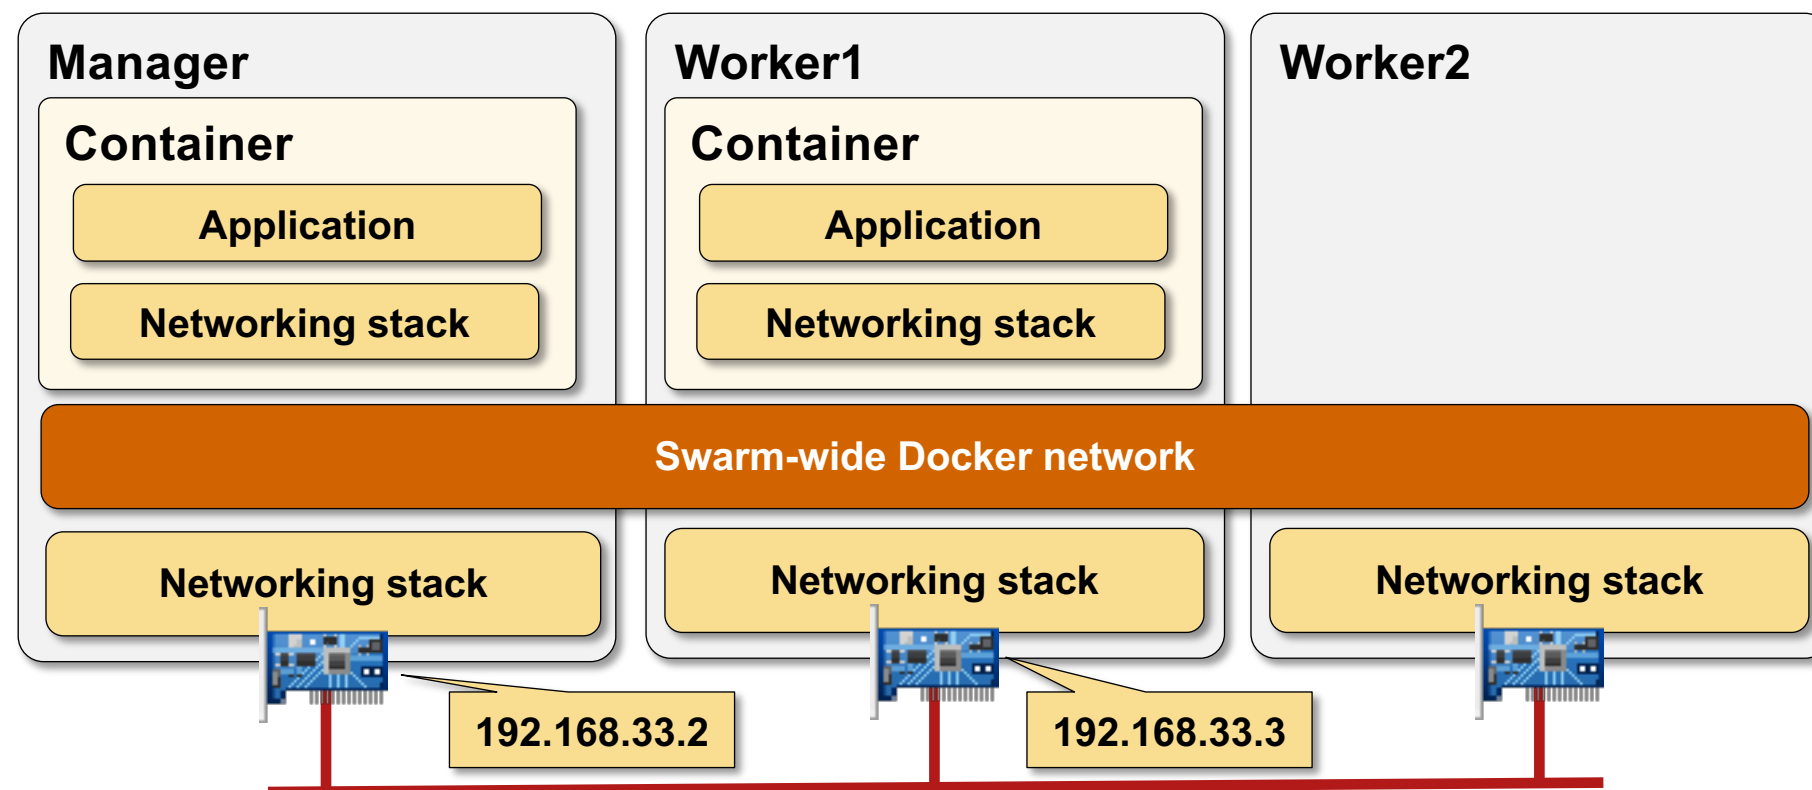 Manager
Worker1
Worker2
Container
Container
Application
Application
Networking stack
Networking stack
Swarm-wide Docker network
Networking stack
Networking stack
Networking stack
192.168.33.2
192.168.33.3